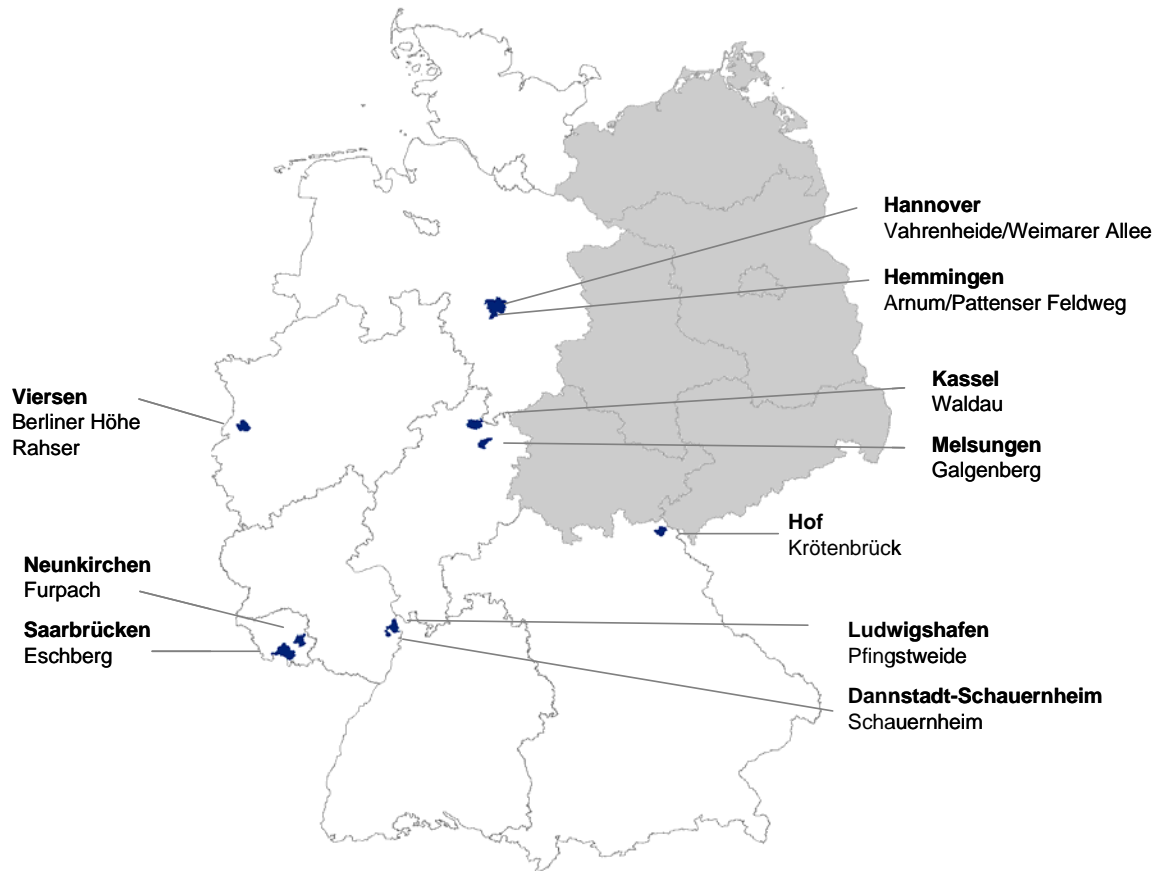 Hannover
Vahrenheide/Weimarer Allee
Hemmingen
Arnum/Pattenser Feldweg
Kassel
Waldau
Viersen
Berliner Höhe
Rahser
Melsungen
Galgenberg
Hof
Krötenbrück
Neunkirchen
Furpach
Saarbrücken
Eschberg
Ludwigshafen
Pfingstweide
Dannstadt-Schauernheim
Schauernheim